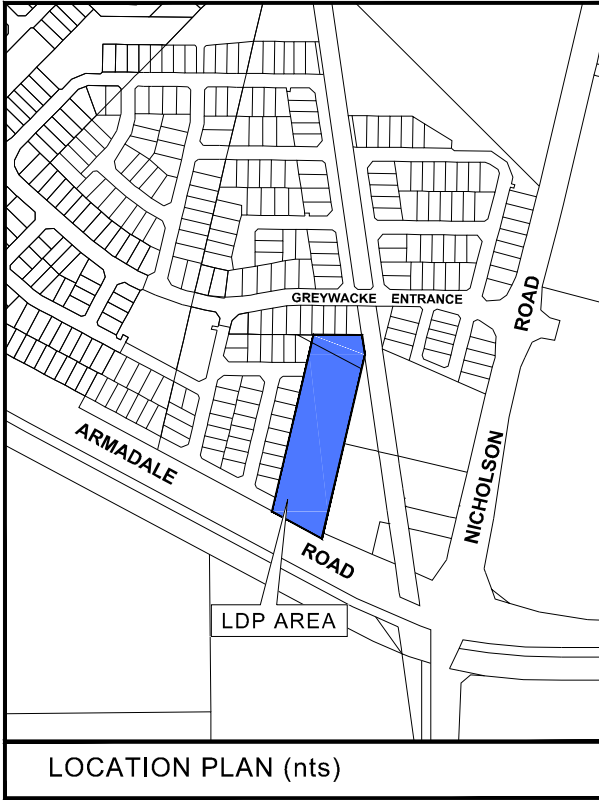 GREYWACKE ENTRANCE
ROAD
ARMADALE
NICHOLSON
ROAD
LDP AREA
LOCATION PLAN (nts)